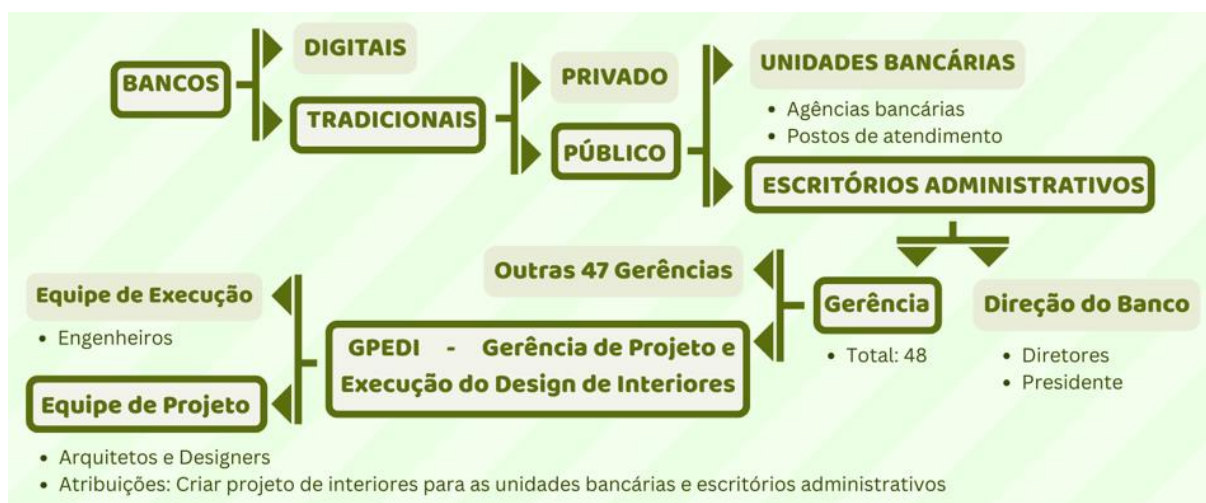 BANCOS
DIGITAIS
TRADICIONAIS
PRIVADO
PÚBLICO
UNIDADES BANCÁRIAS
• Agências bancárias
• Postos de atendimento
ESCRITÓRIOS ADMINISTRATIVOS
Gerência
• Total: 48
Direção do Banco
• Diretores
• Presidente
Outras 47 Gerências
GPEDI - Gerência de Projeto e
Execução do Design de Interiores
Equipe de Execução
• Engenheiros
Equipe de Projeto
• Arquitetos e Designers
• Atribuições: Criar projeto de interiores para as unidades bancárias e escritórios administrativos